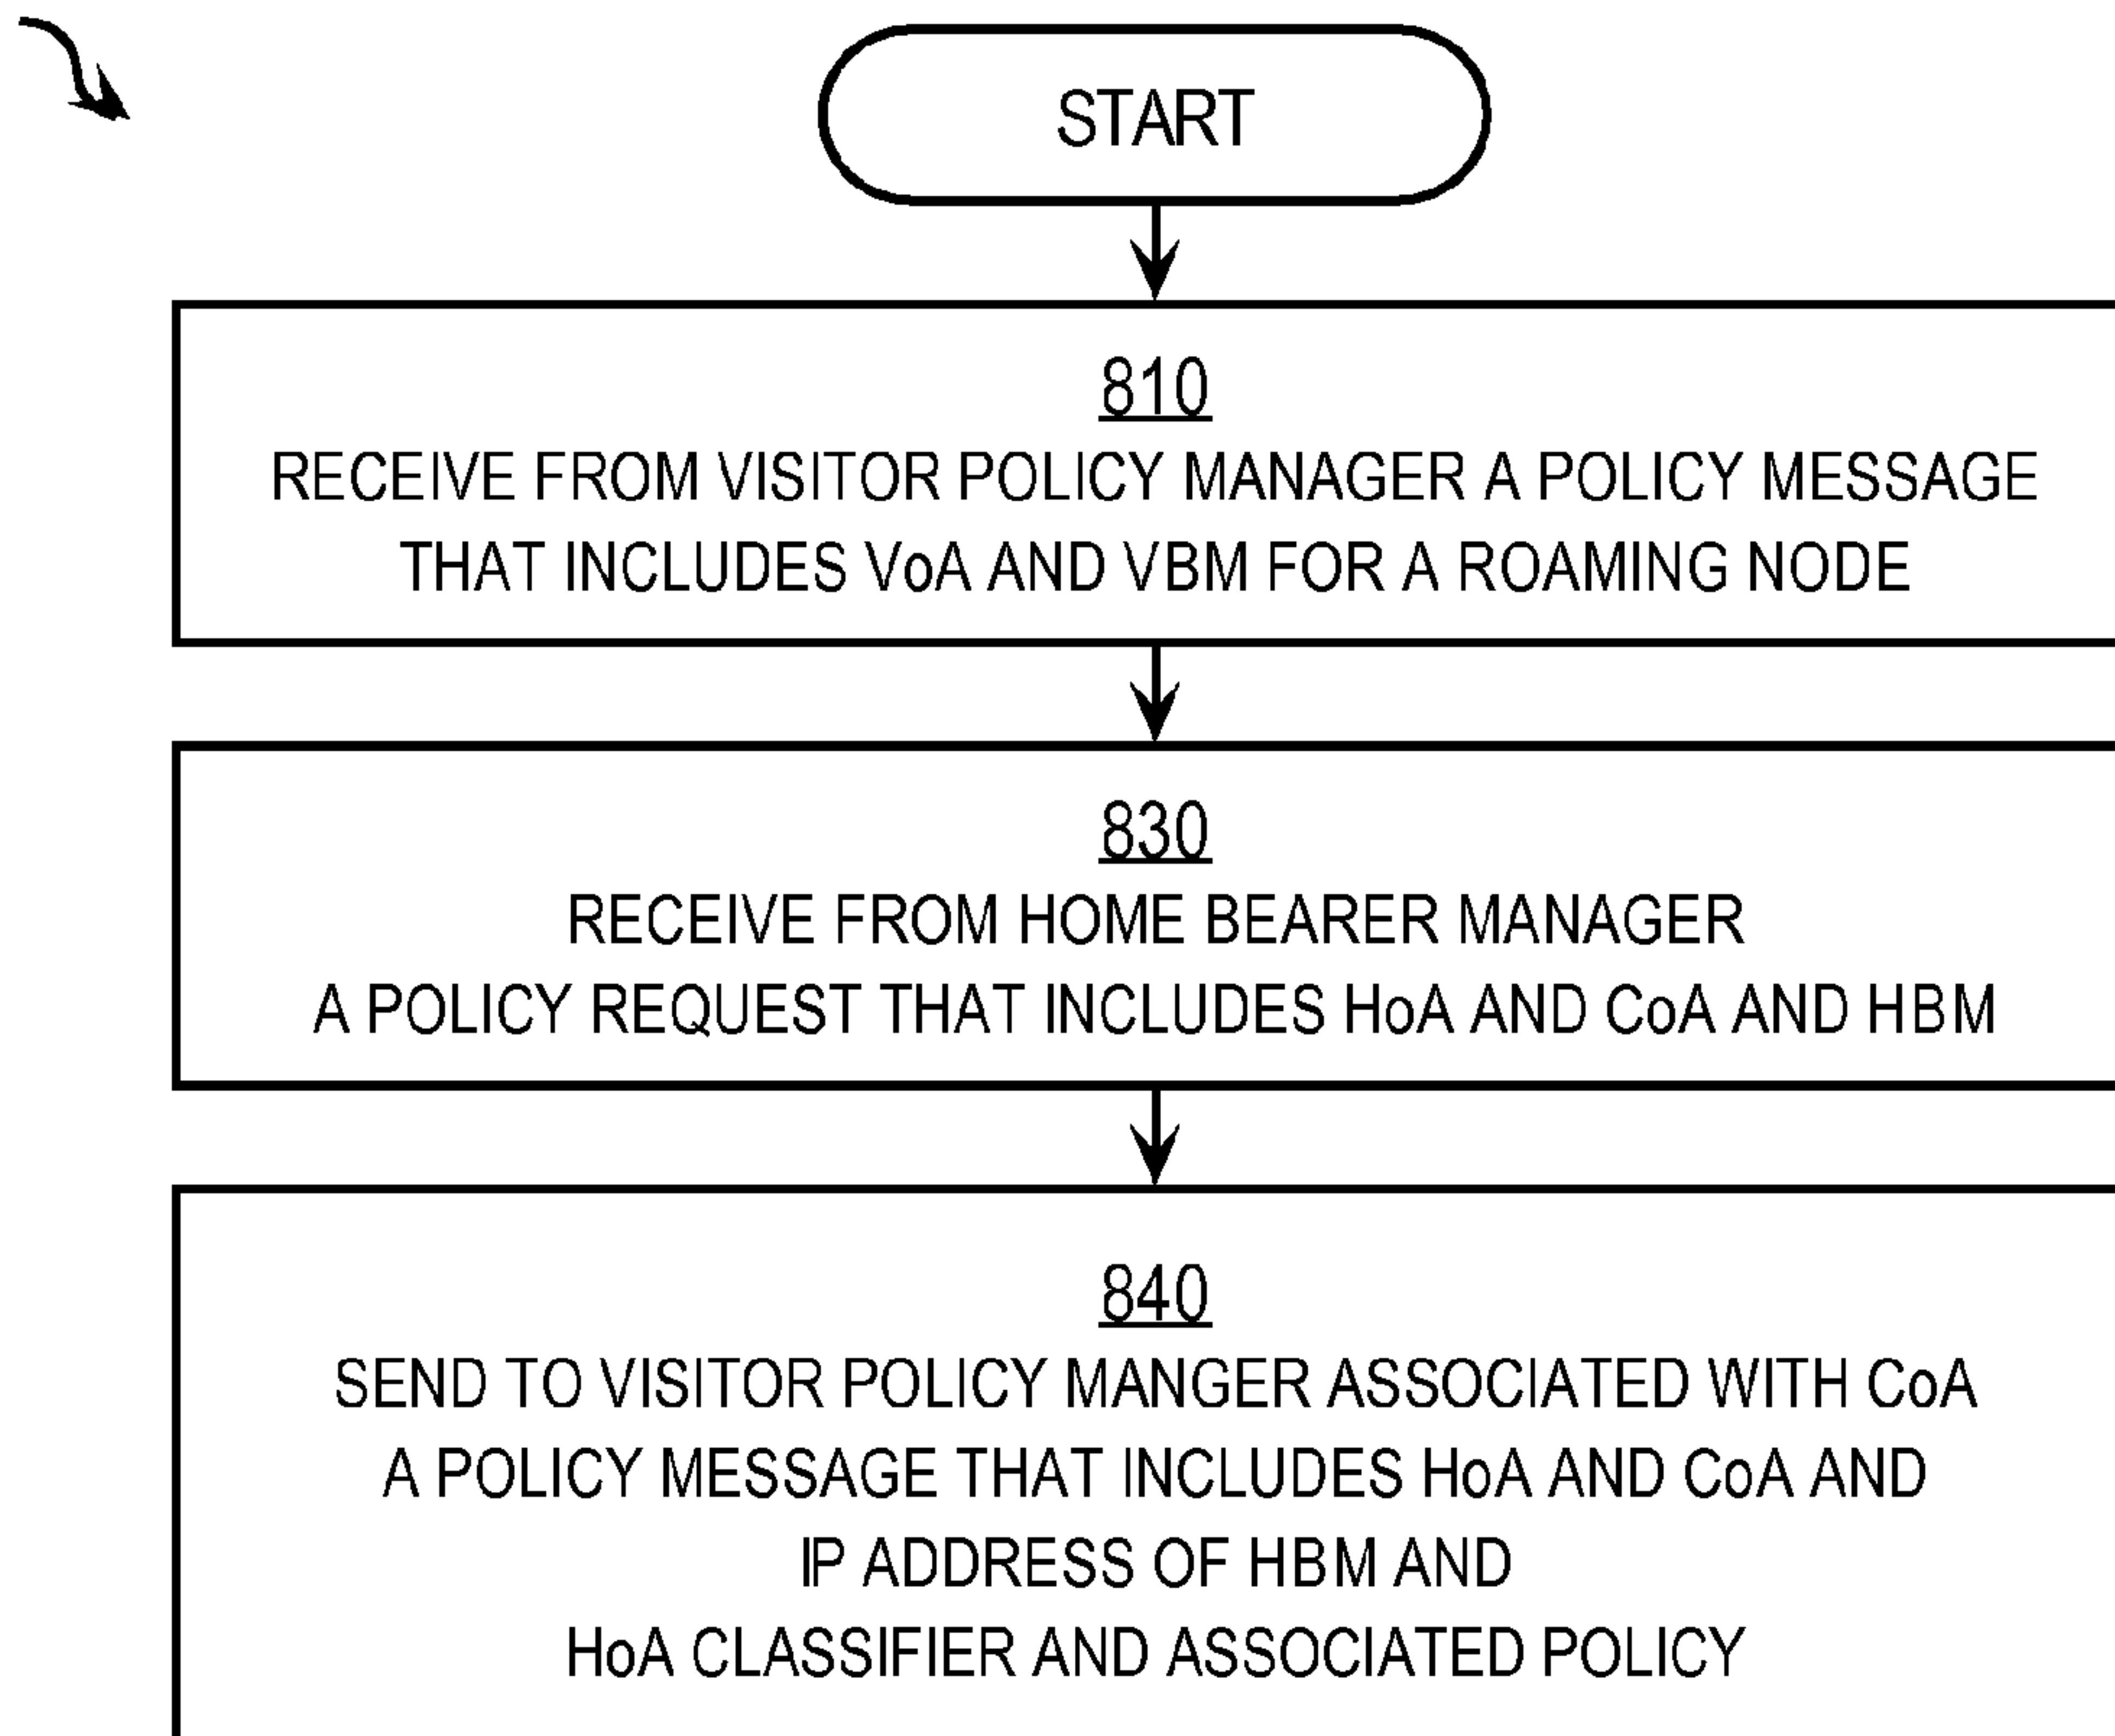 START
810
RECEIVE FROM VISITOR POLICY MANAGER A POLICY MESSAGE
THAT INCLUDES VoA AND VBM FOR A ROAMING NODE
830
RECEIVE FROM HOME BEARER MANAGER
A POLICY REQUEST THAT INCLUDES HoA AND CoA AND HBM
840
SEND TO VISITOR POLICY MANGER ASSOCIATED WITH CoA
A POLICY MESSAGE THAT INCLUDES HoA AND CoA AND
IP ADDRESS OF HBM AND
HoA CLASSIFIER AND ASSOCIATED POLICY